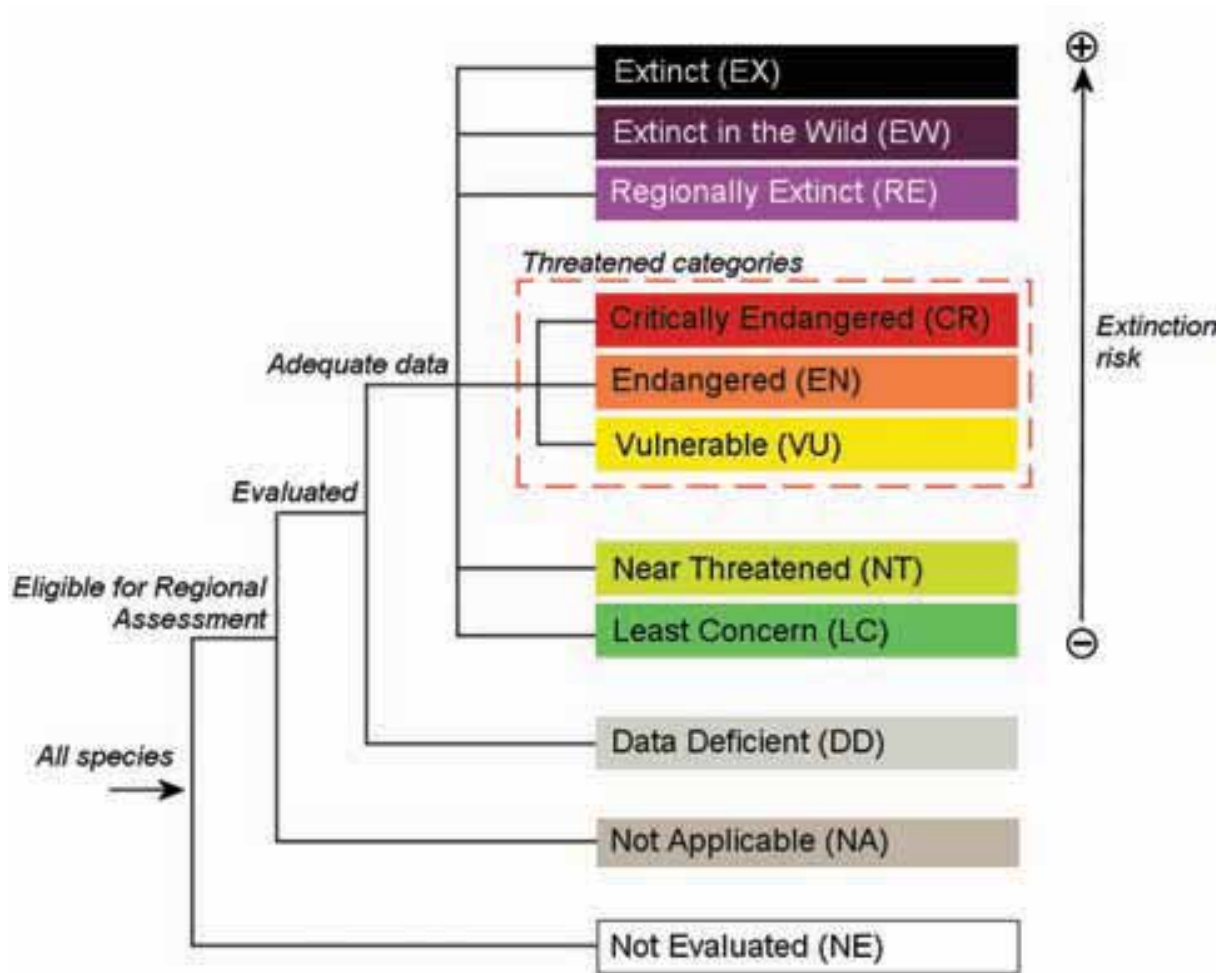 Extinct (EX)
Extinct in the Wild (EW)
Regionally Extinct (RE)
Threatened categories
Critically Endangered (CR)
Adequate data
Endangered (EN)
Vulnerable (VU)
Extinction
risk
Evaluated
Near Threatened (NT)
Eligible for Regional
Assessment
Least Concern (LC)
All species
Data Deficient (DD)
Not Applicable (NA)
Not Evaluated (NE)